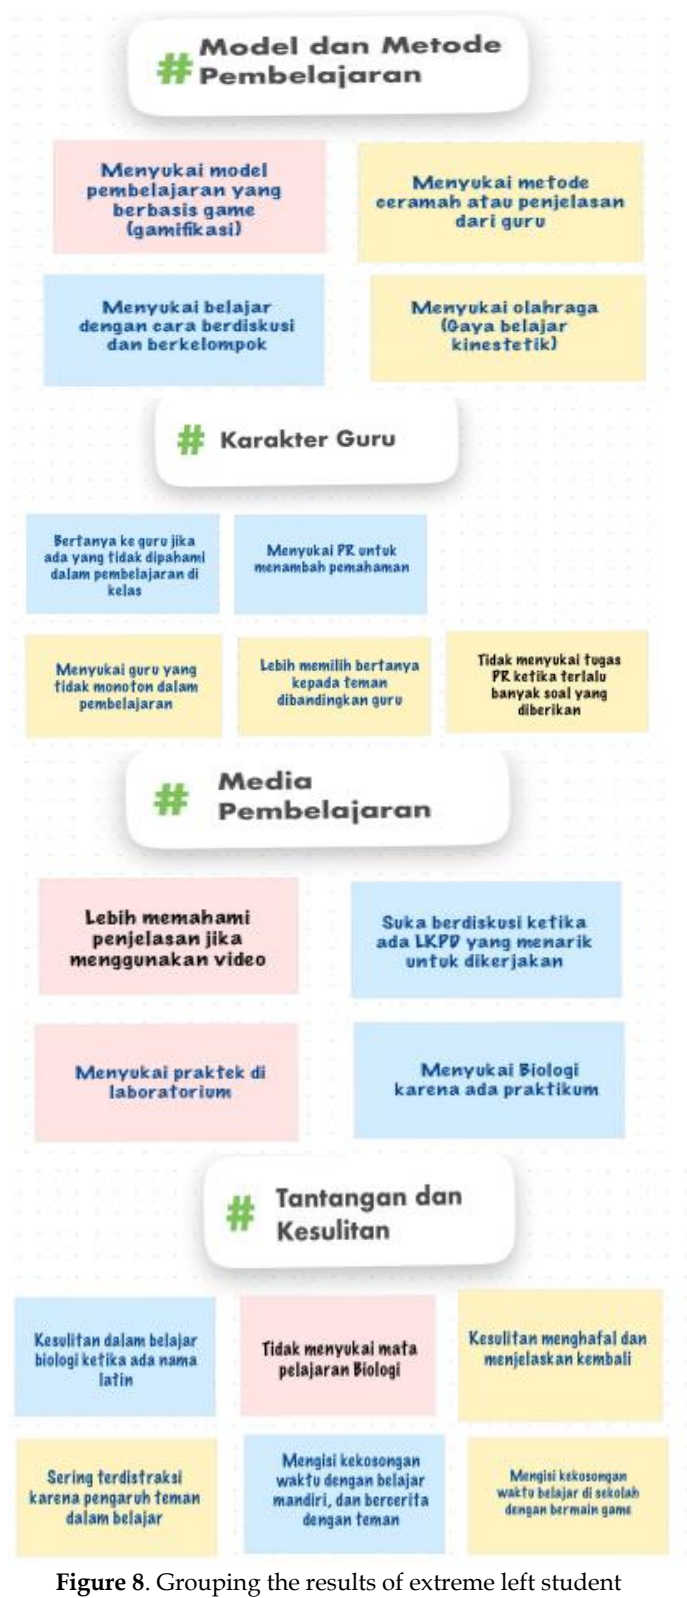 # Model dan Metode
Pembelajaran
Menyukai model
pembelajaran yang
berbasis game
(gamifikasi)
Menyukai metode
ceramah atau penjelasan
dari guru
Menyukai belajar
dengan cara berdiskusi
dan berkelompok
Menyukai olahraga
(Gaya belajar
kinestetik)
# Karakter Guru
Bertanya ke guru jika
ada yang tidak dipahami
dalam pembelajaran di
kelas
Menyukai PR untuk
menambah pemahaman
Menyukai guru yang
tidak monoton dalam
pembelajaran
Lebih memilih bertanya
kepada teman
dibandingkan guru
Tidak menyukai tugas
PR ketika terlalu
banyak soal yang
diberikan
# Media
Pembelajaran
Lebih memahami
penjelasan jika
menggunakan video
Suka berdiskusi ketika
ada LKPD yang menarik
untuk dikerjakan
Menyukai praktek di
laboratorium
Menyukai Biologi
karena ada praktikum
# Tantangan dan
Kesulitan
Kesulitan dalam belajar
biologi ketika ada nama
latin
Tidak menyukai mata
pelajaran Biologi
Kesulitan menghafal dan
menjelaskan kembali
Sering terdistraksi
karena pengaruh teman
dalam belajar
Mengisi kekosongan
waktu dengan belajar
mandiri, dan bercerita
dengan teman
Mengisi kekosongan
waktu belajar di sekolah
dengan bermain game
Figure 8. Grouping the results of extreme left student